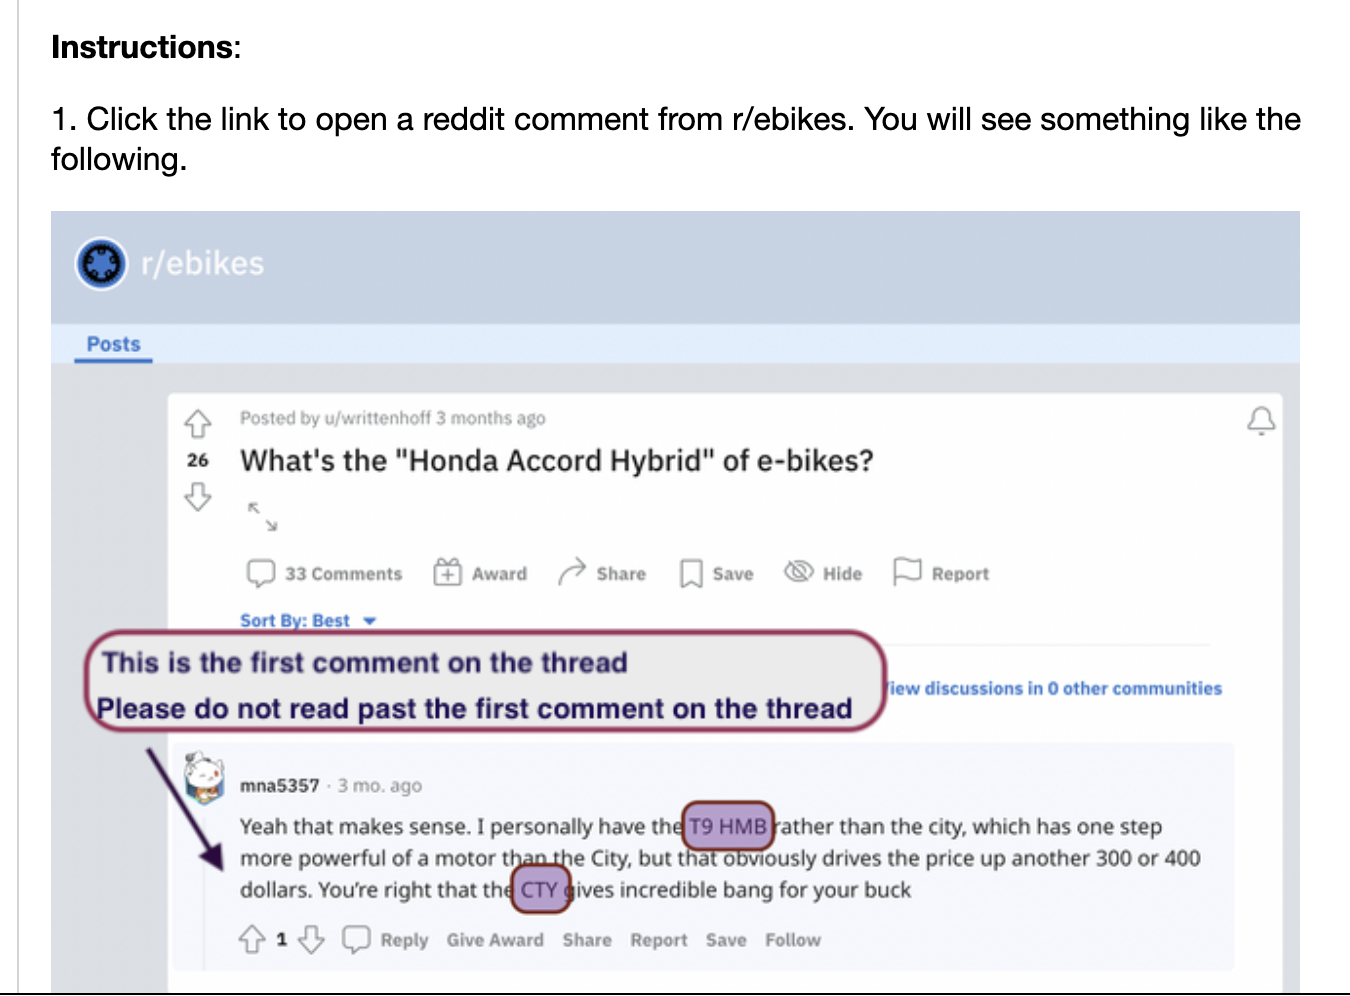 Instructions:
1. Click the link to open a reddit comment from r/ebikes. You will see something like the
following.
r/ebikes
Posts
Posted by u/writtenhoff 3 months ago
26
What's the "Honda Accord Hybrid" of e-bikes?
33 Comments Award Share Save Hide Report
Sort By: Best
This is the first comment on the thread
Please do not read past the first comment on the thread
iew discussions in 0 other communities
mna5357 · 3 mo. ago
Yeah that makes sense. I personally have the T9 HMB rather than the city, which has one step
more powerful of a motor than the City, but that obviously drives the price up another 300 or 400
dollars. You're right that the CTY gives incredible bang for your buck
1 Reply Give Award Share Report Save Follow